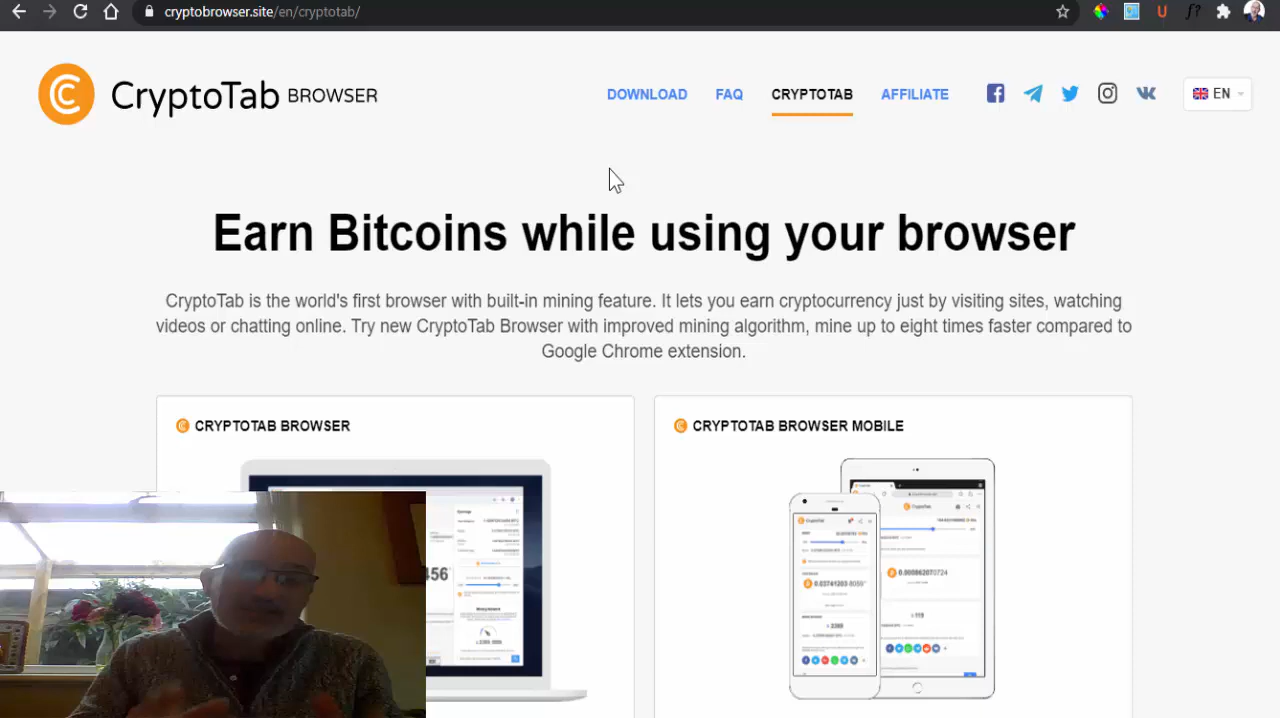 cryptobrowser.site/en/cryptotab/
CryptoTab BROWSER
DOWNLOAD FAQ CRYPTOTAB AFFILIATE EN
Earn Bitcoins while using your browser
CryptoTab is the world's first browser with built-in mining feature. It lets you earn cryptocurrency just by visiting sites, watching
videos or chatting online. Try new CryptoTab Browser with improved mining algorithm, mine up to eight times faster compared to
Google Chrome extension.
CRYPTOTAB BROWSER
CRYPTOTAB BROWSER MOBILE